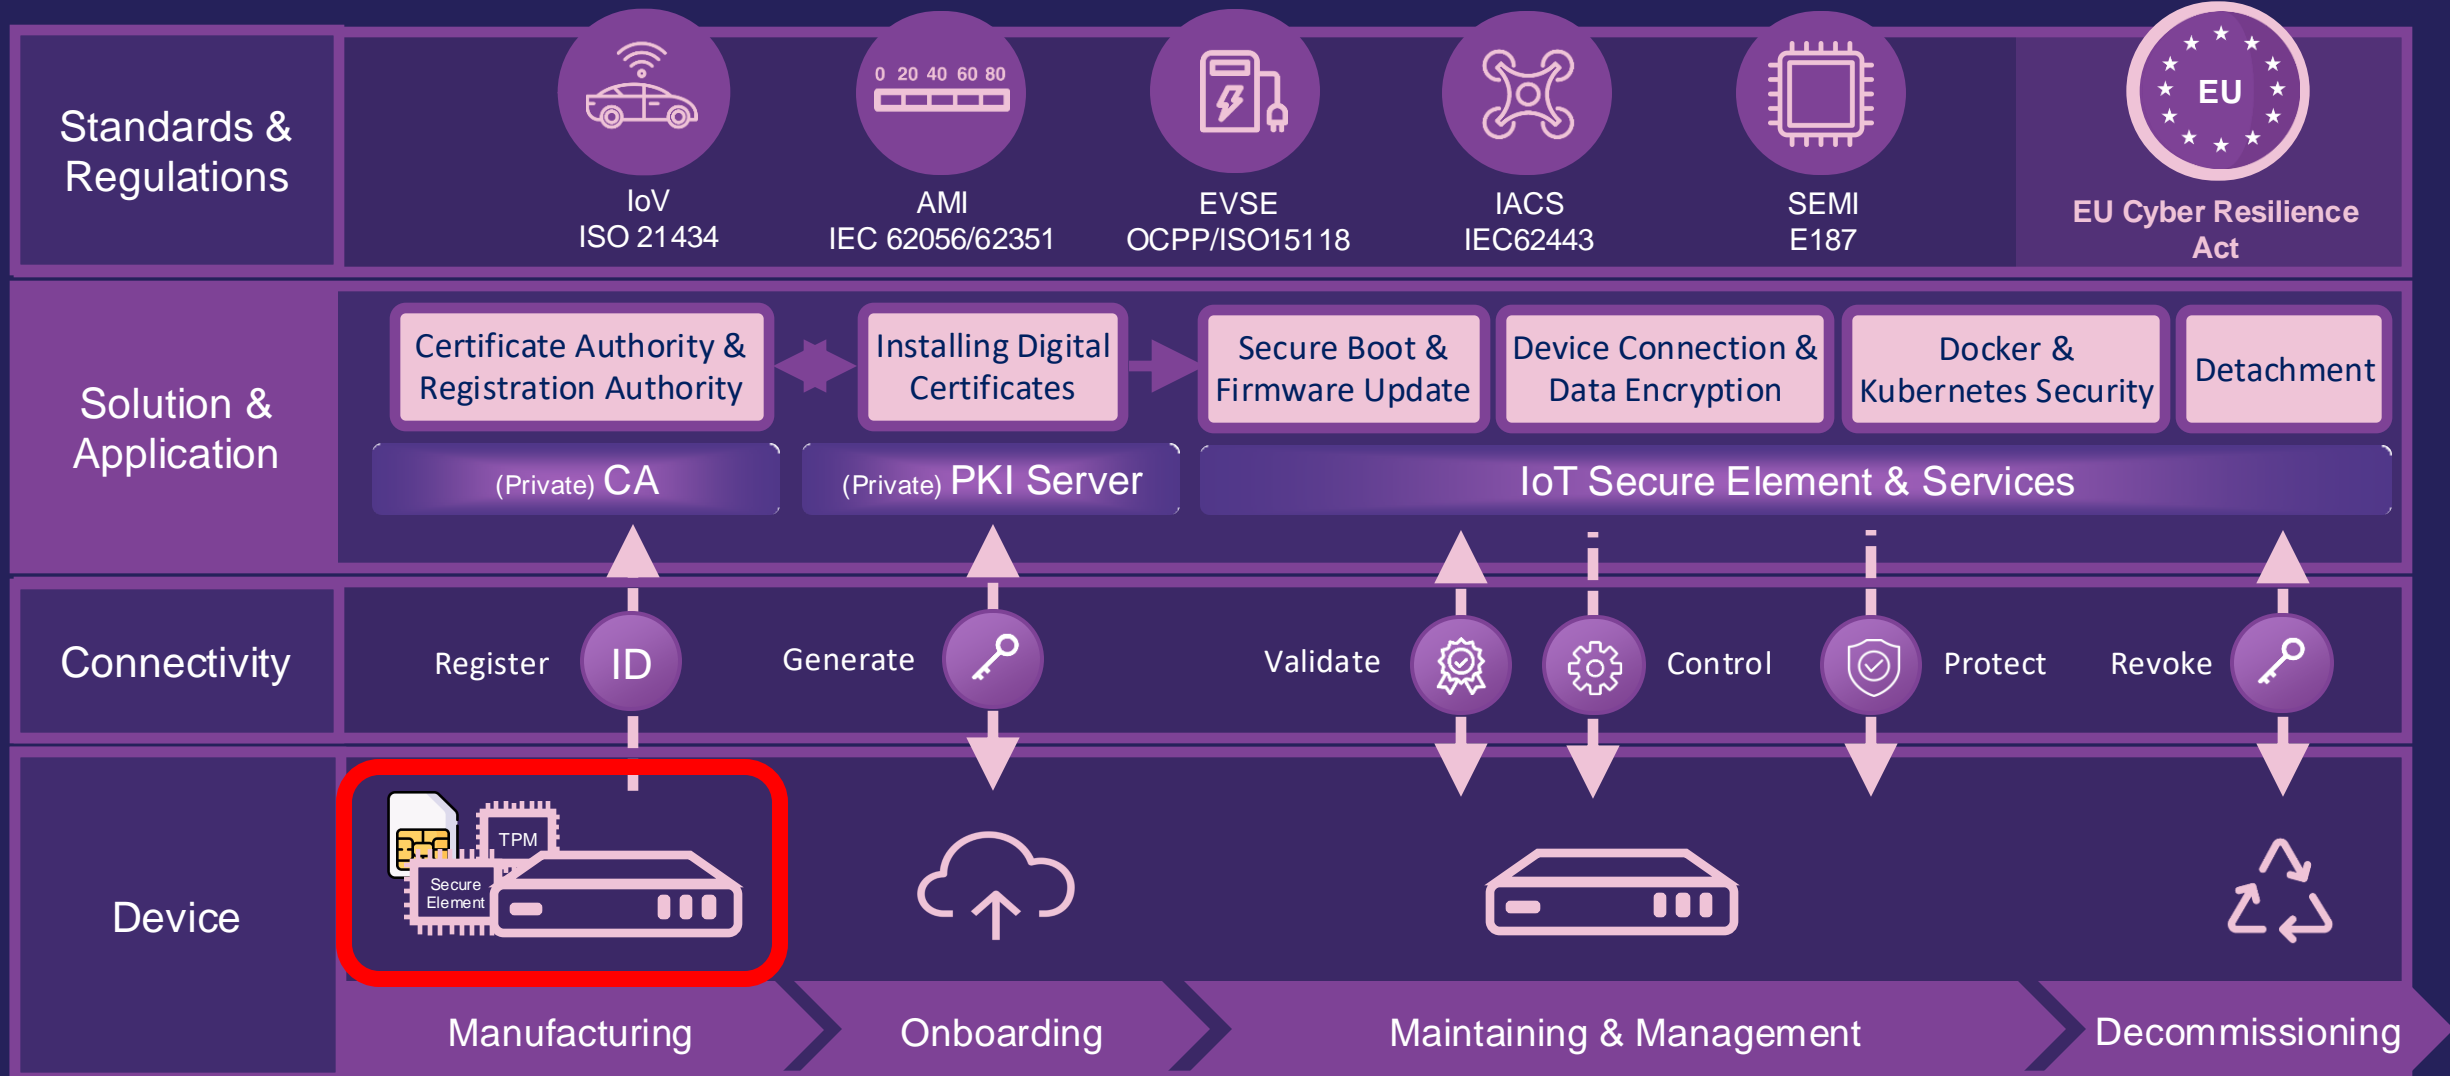 Standards &
Regulations
0 20 40 60 80
EU
IoV
ISO 21434
AMI
IEC 62056/62351
EVSE
OCPP/ISO15118
IACS
IEC62443
SEMI
E187
EU Cyber Resilience
Act
Solution &
Application
Certificate Authority &
Registration Authority
Installing Digital
Certificates
Secure Boot &
Firmware Update
Device Connection &
Data Encryption
Docker &
Kubernetes Security
Detachment
(Private) CA
(Private) PKI Server
IoT Secure Element & Services
Connectivity
Register
ID
Generate
Validate
Control
Protect
Revoke
Device
TPM
Secure
Element
Manufacturing
Onboarding
Maintaining & Management
Decommissioning